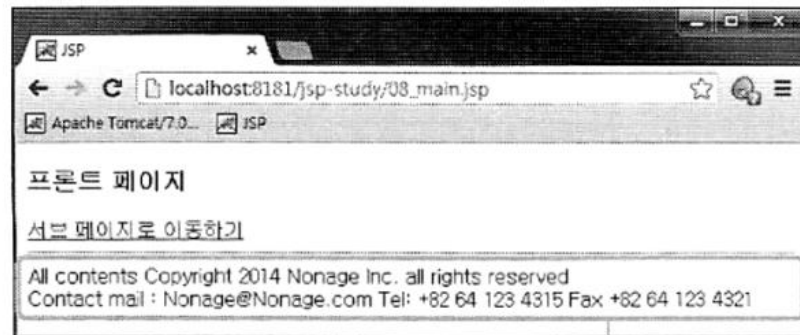 JSP
localhost:8181/jsp-study/08_main.jsp
Apache Tomcat/7.0... JSP
프론트 페이지
서브 페이지로 이동하기
All contents Copyright 2014 Nonage Inc. all rights reserved
Contact mail : Nonage@Nonage.com Tel: +82 64 123 4315 Fax +82 64 123 4321